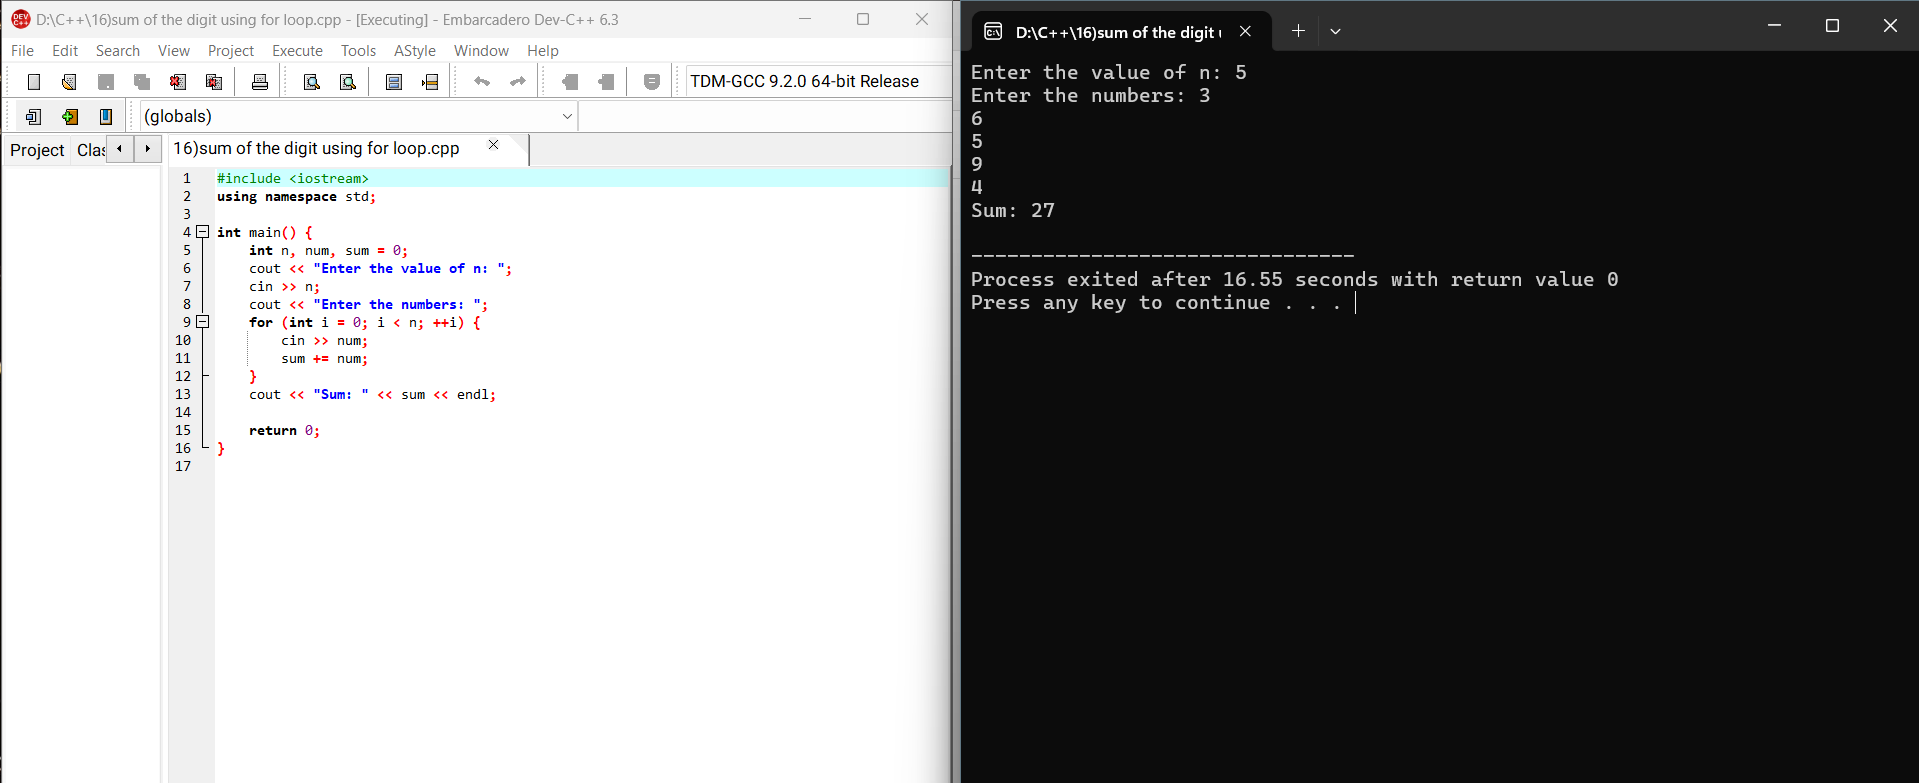 D:\C++\16)sum of the digit using for loop.cpp - [Executing] - Embarcadero Dev-C++ 6.3
File Edit Search View Project Execute Tools AStyle Window Help
TDM-GCC 9.2.0 64-bit Release
(globals)
Project Clas
16)sum of the digit using for loop.cpp
1 #include <iostream>
2 using namespace std;
3
4 int main() {
5     int n, num, sum = 0;
6     cout << "Enter the value of n: ";
7     cin >> n;
8     cout << "Enter the numbers: ";
9     for (int i = 0; i < n; ++i) {
10         cin >> num;
11         sum += num;
12     }
13     cout << "Sum: " << sum << endl;
14
15     return 0;
16 }
17
D:\C++\16)sum of the digit
Enter the value of n: 5
Enter the numbers: 3
6
5
9
4
Sum: 27
--------------------------------
Process exited after 16.55 seconds with return value 0
Press any key to continue . . .